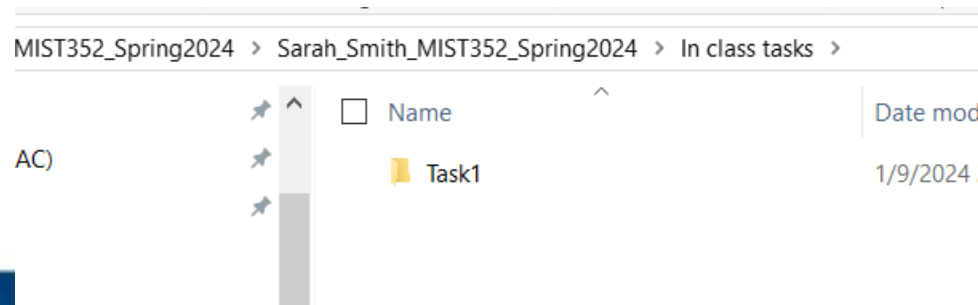 MIST352_Spring2024 > Sarah_Smith_MIST352_Spring2024 > In class tasks >
Name Date mod
AC)
Task1 1/9/2024